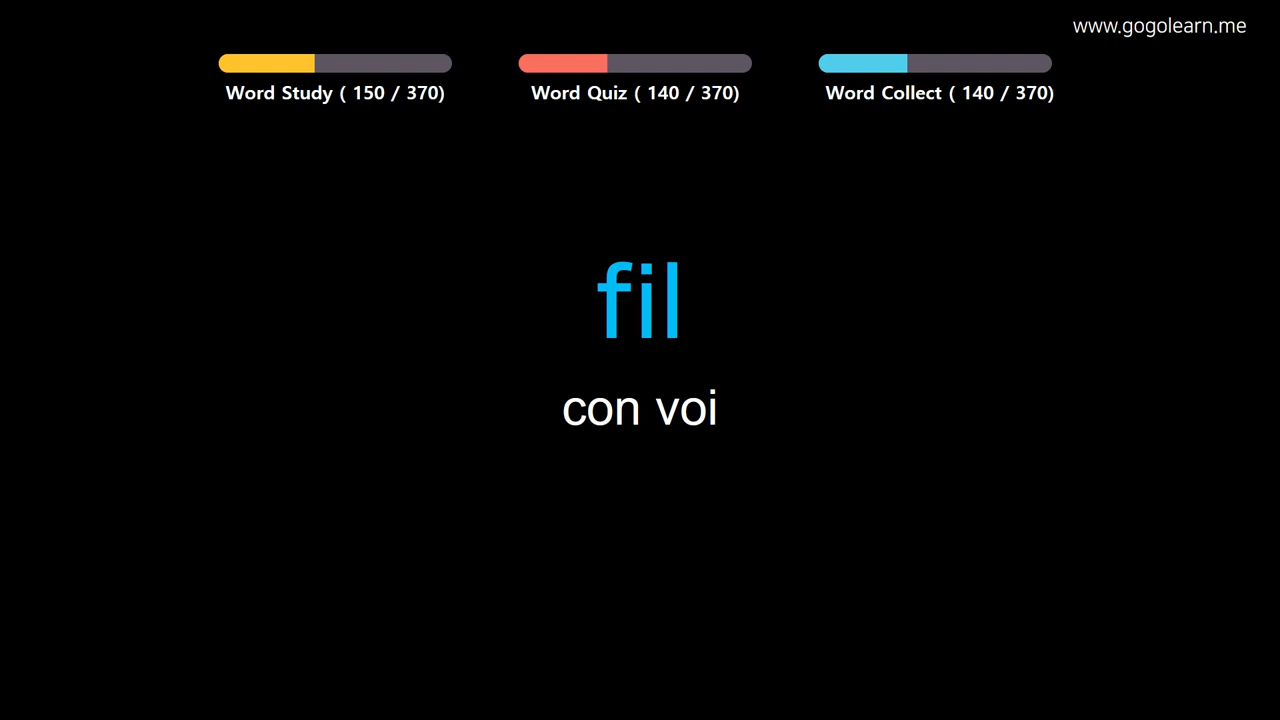 www.gogolearn.me
Word Study ( 150 / 370)
Word Quiz ( 140 / 370)
Word Collect ( 140 / 370)
fil
con voi